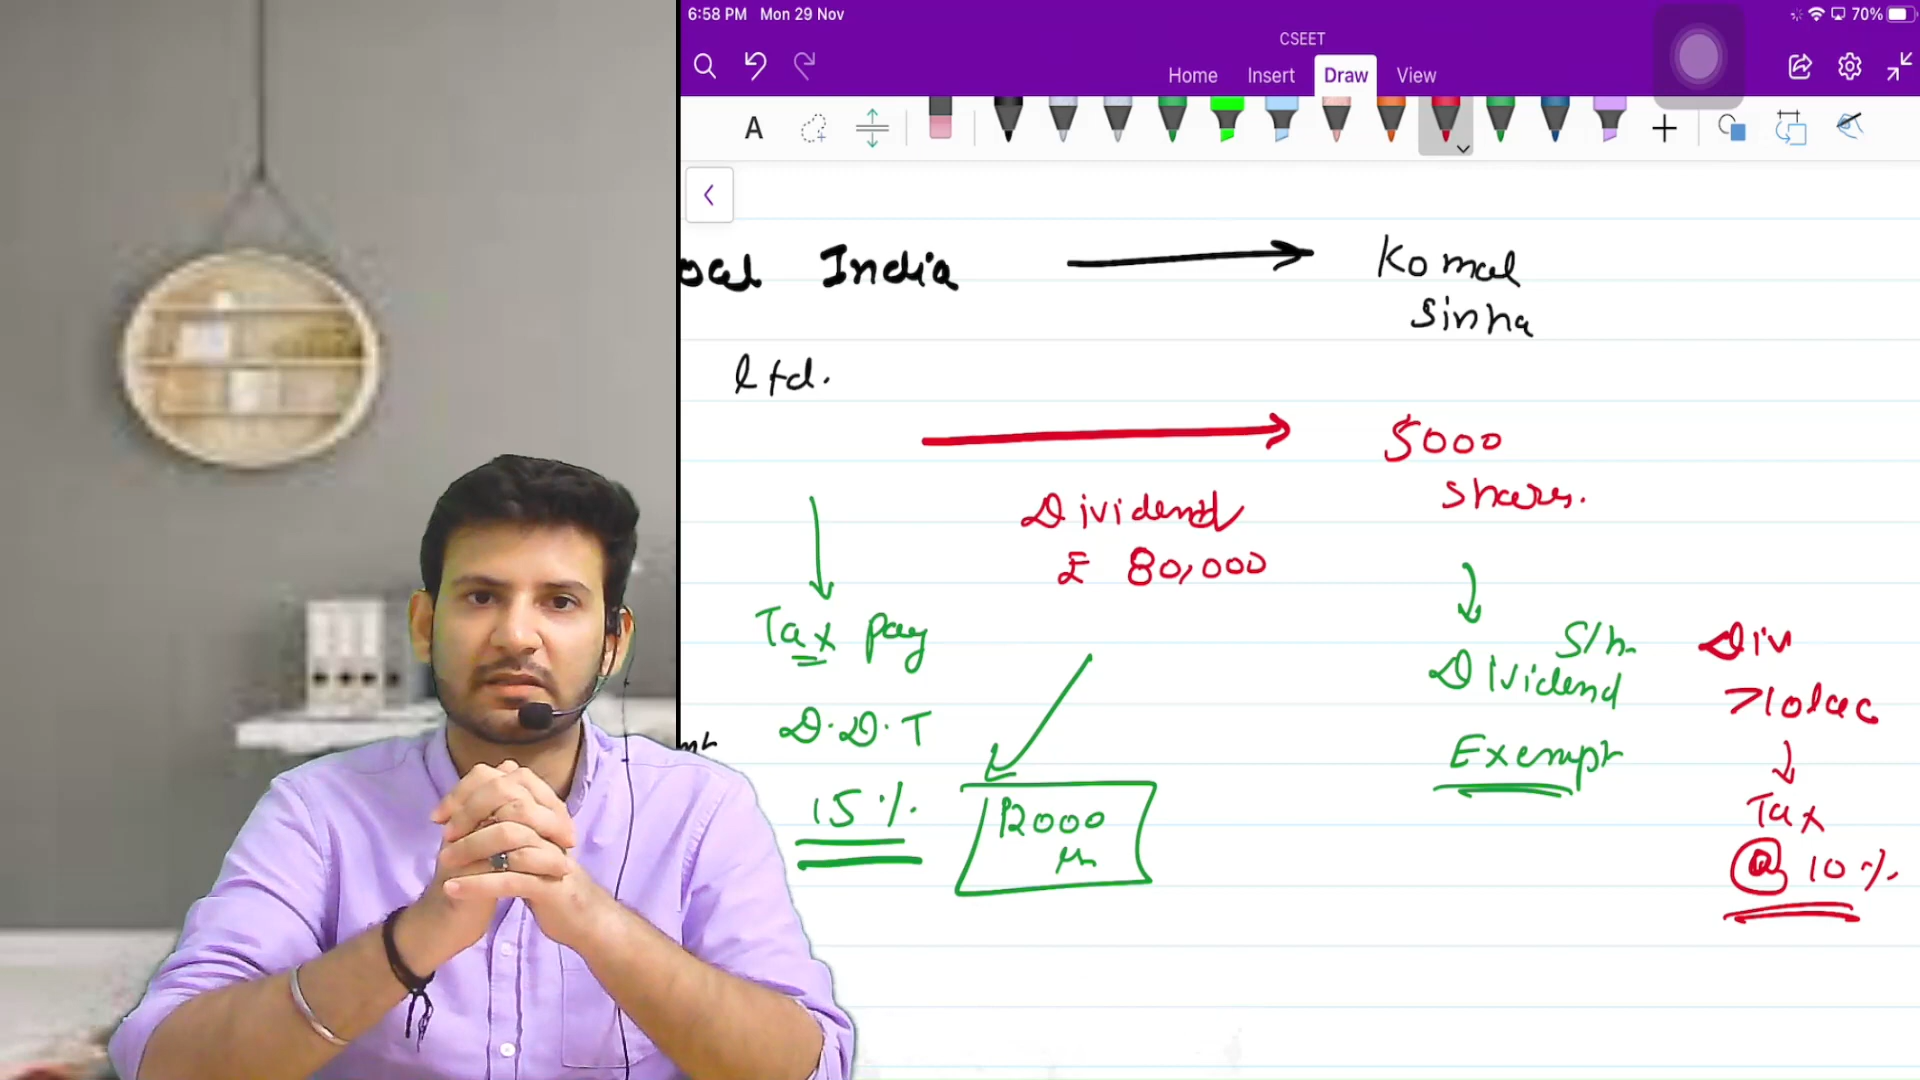 6:58 PM Mon 29 Nov
70%
CSEET
Home Insert Draw View
A
oal India
Komal
Sinha
ltd.
5000
Shares.
Dividend
₹ 80,000
Tax pay
D.D.T
15%
12000
S/h.
Dividend
Exempt
Div
>10lac
Tax
@ 10%